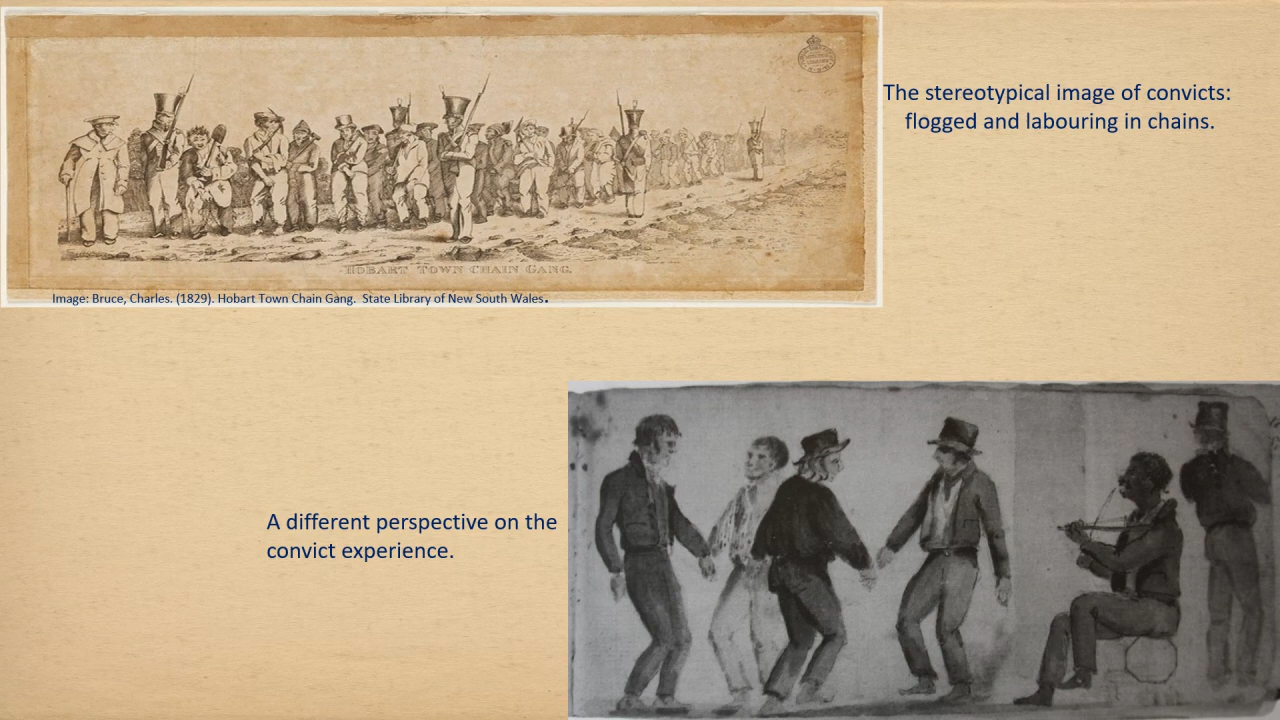 The stereotypical image of convicts:
flogged and labouring in chains.
HOBART TOWN CHAIN GANG.
Image: Bruce, Charles. (1829). Hobart Town Chain Gang. State Library of New South Wales.
A different perspective on the
convict experience.